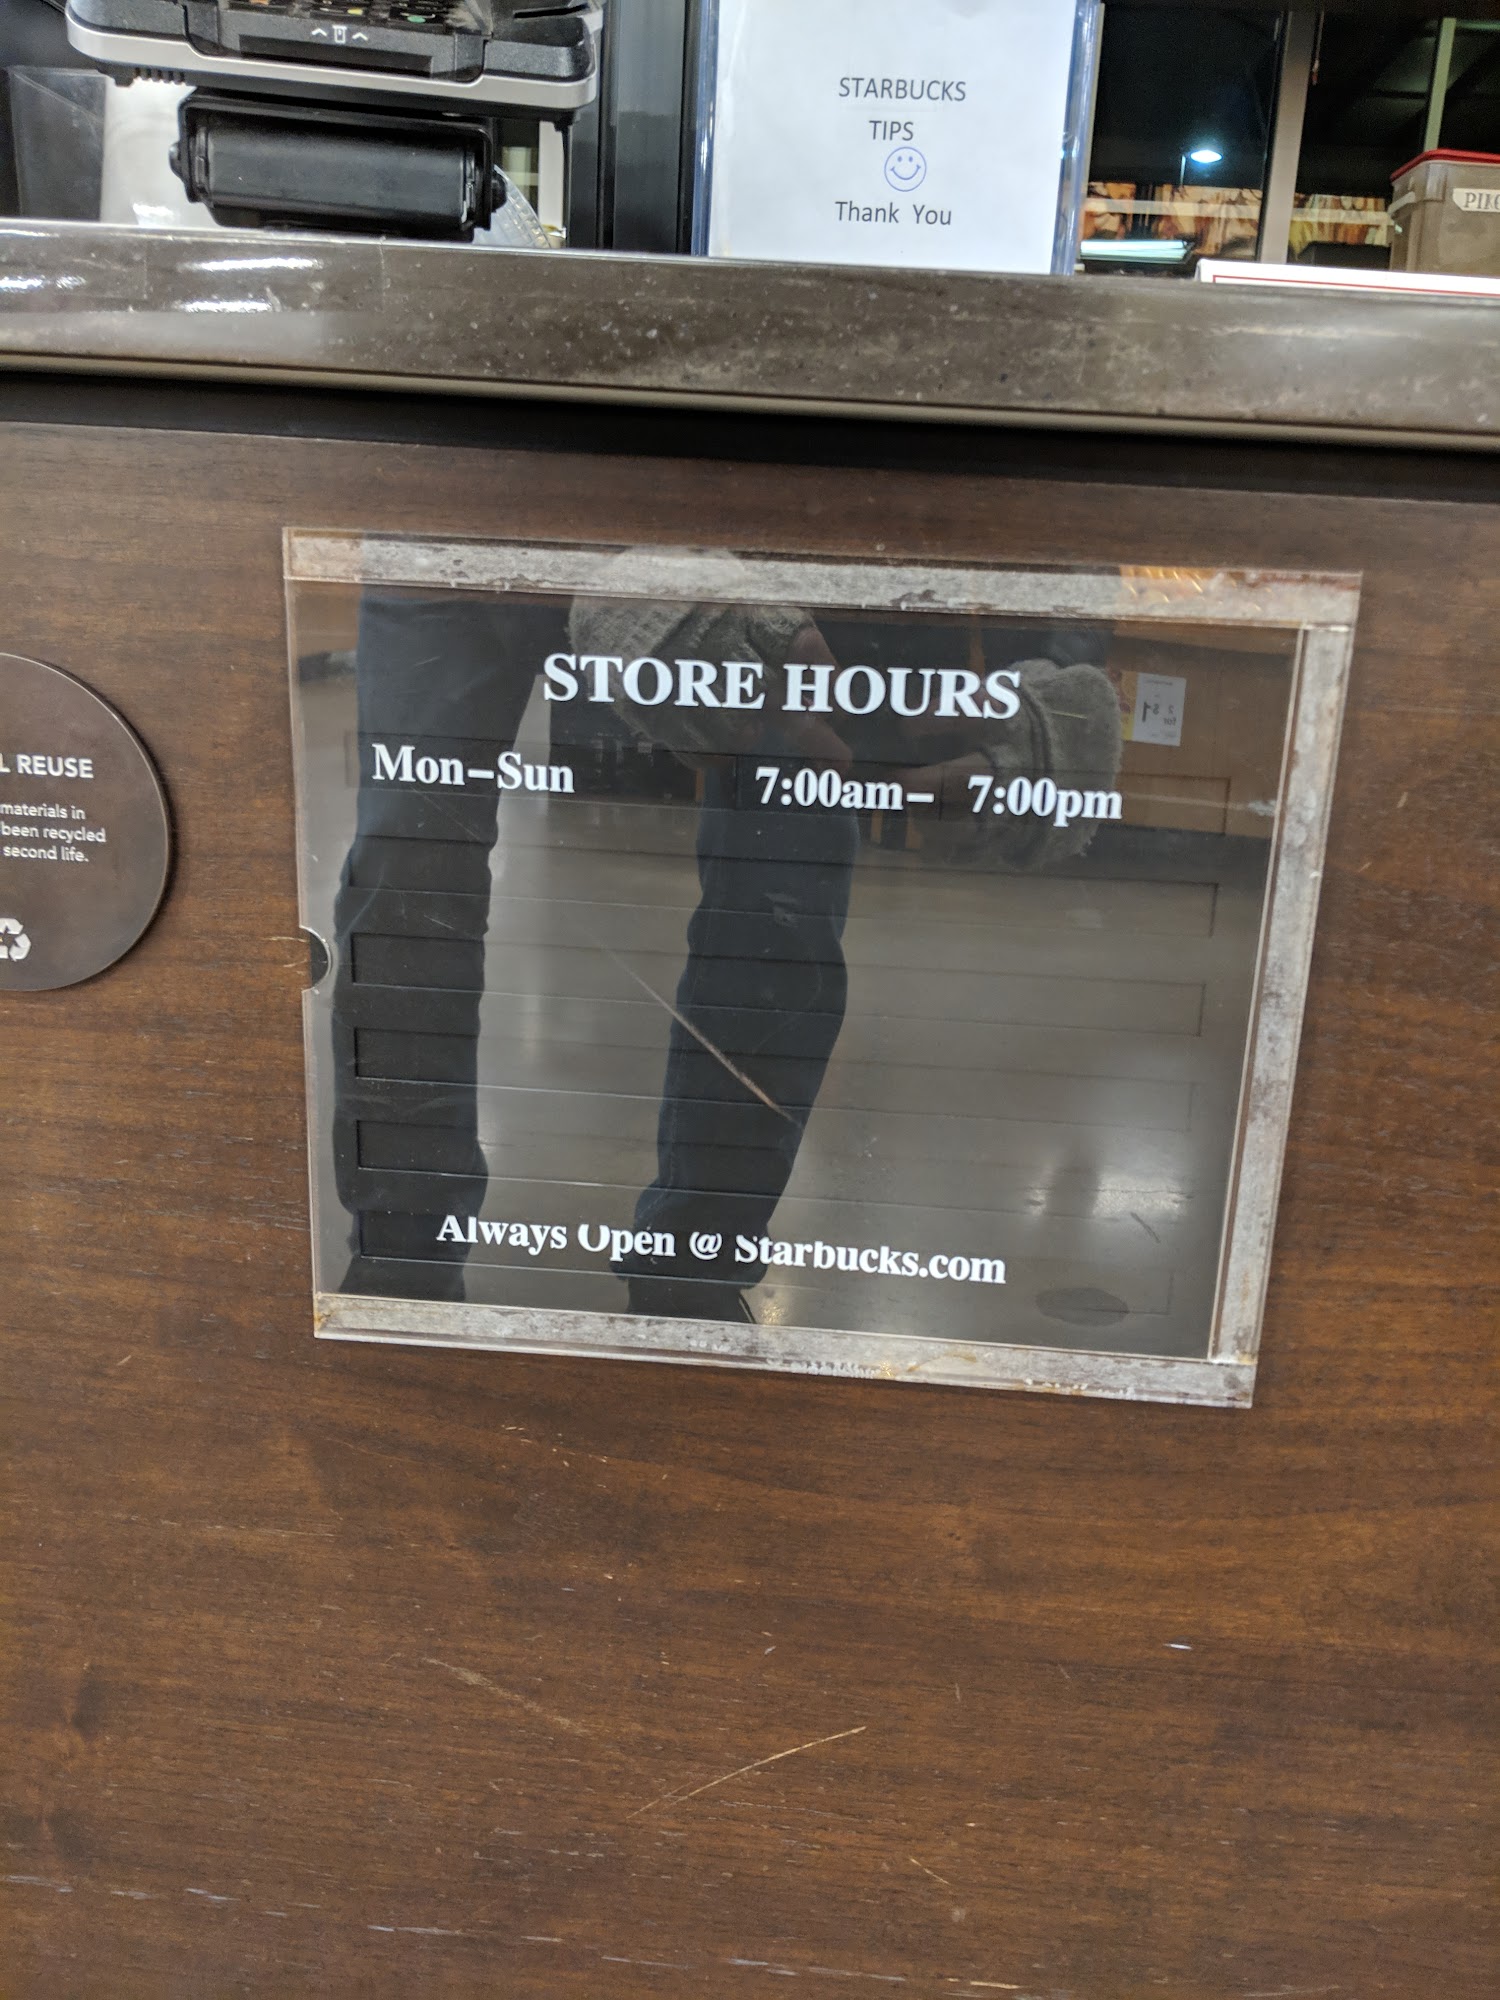 STARBUCKS
TIPS
Thank You
STORE HOURS
Mon–Sun 7:00am– 7:00pm
Always Open @ Starbucks.com
L REUSE
materials in
been recycled
second life.